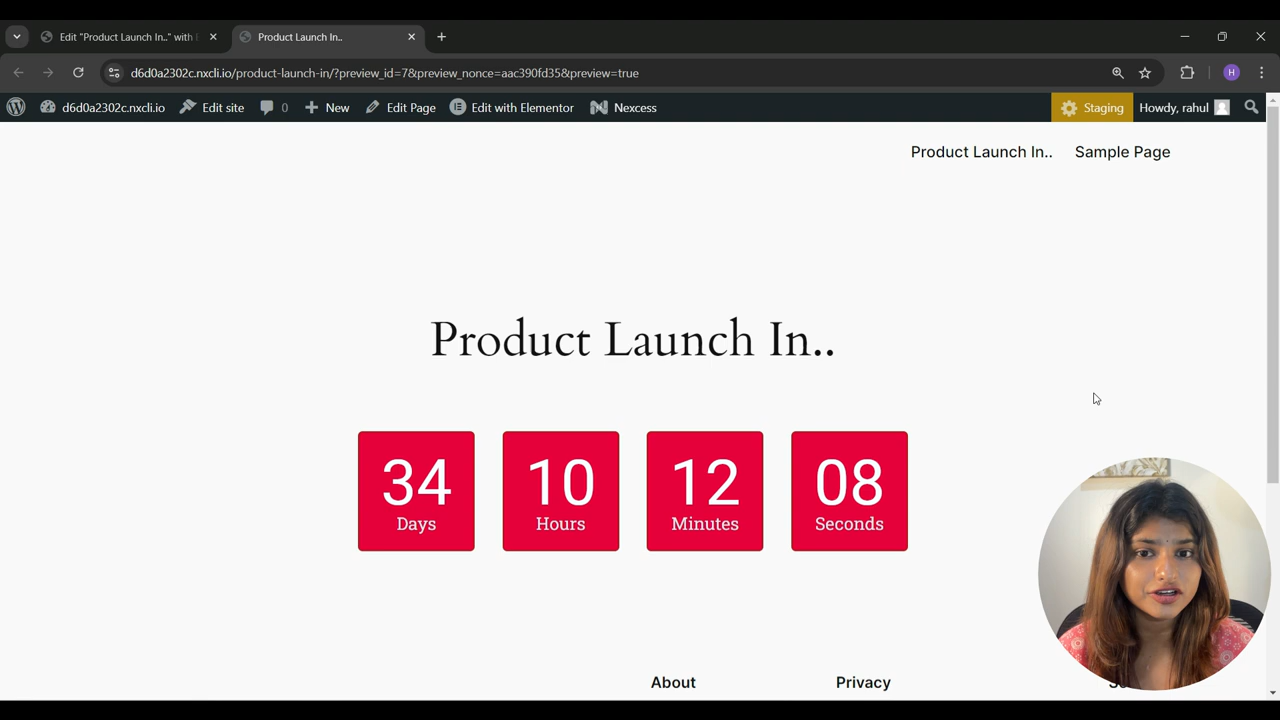 Edit "Product Launch In.." with
Product Launch In..
d6d0a2302c.nxcli.io/product-launch-in/?preview_id=7&preview_nonce=aac390fd35&preview=true
H
d6d0a2302c.nxcli.io
Edit site
0
New
Edit Page
Edit with Elementor
Nexcess
Staging
Howdy, rahul
Product Launch In..
Sample Page
Product Launch In..
34
10
12
08
Days
Hours
Minutes
Seconds
About
Privacy